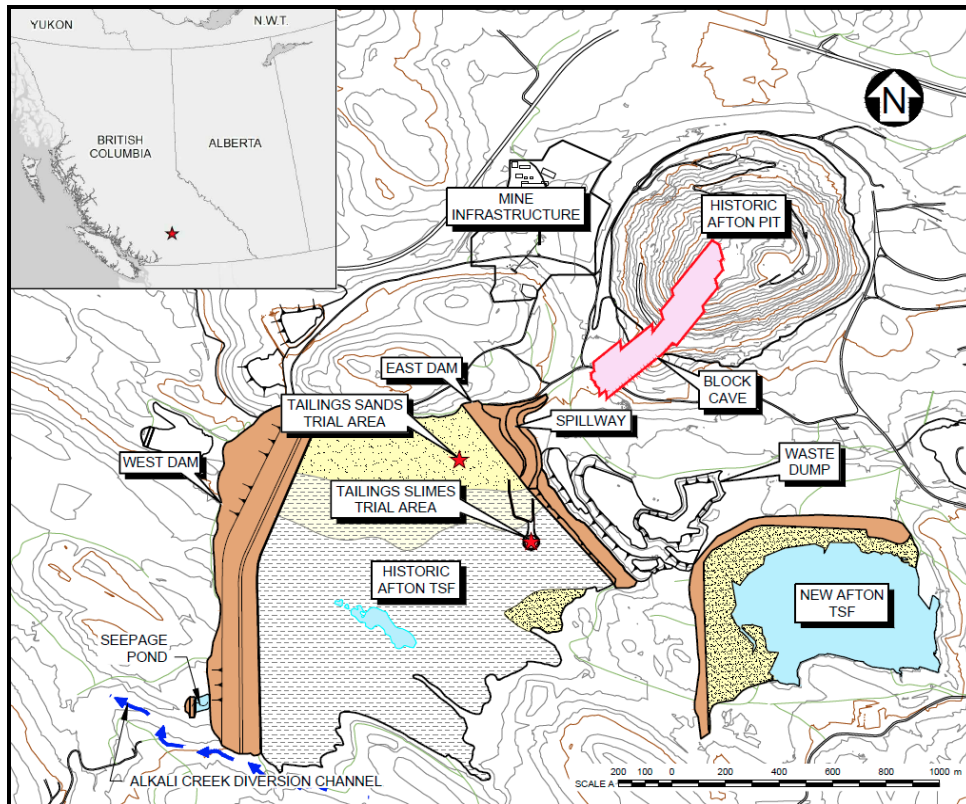 YUKON
N.W.T.
BRITISH
COLUMBIA
ALBERTA
N
MINE
INFRASTRUCTURE
HISTORIC
AFTON PIT
EAST DAM
BLOCK
CAVE
TAILINGS SANDS
TRIAL AREA
SPILLWAY
WEST DAM
WASTE
DUMP
TAILINGS SLIMES
TRIAL AREA
HISTORIC
AFTON TSF
NEW AFTON
TSF
SEEPAGE
POND
ALKALI CREEK DIVERSION CHANNEL
SCALE A
200 100 0 200 400 600 800 1000 m